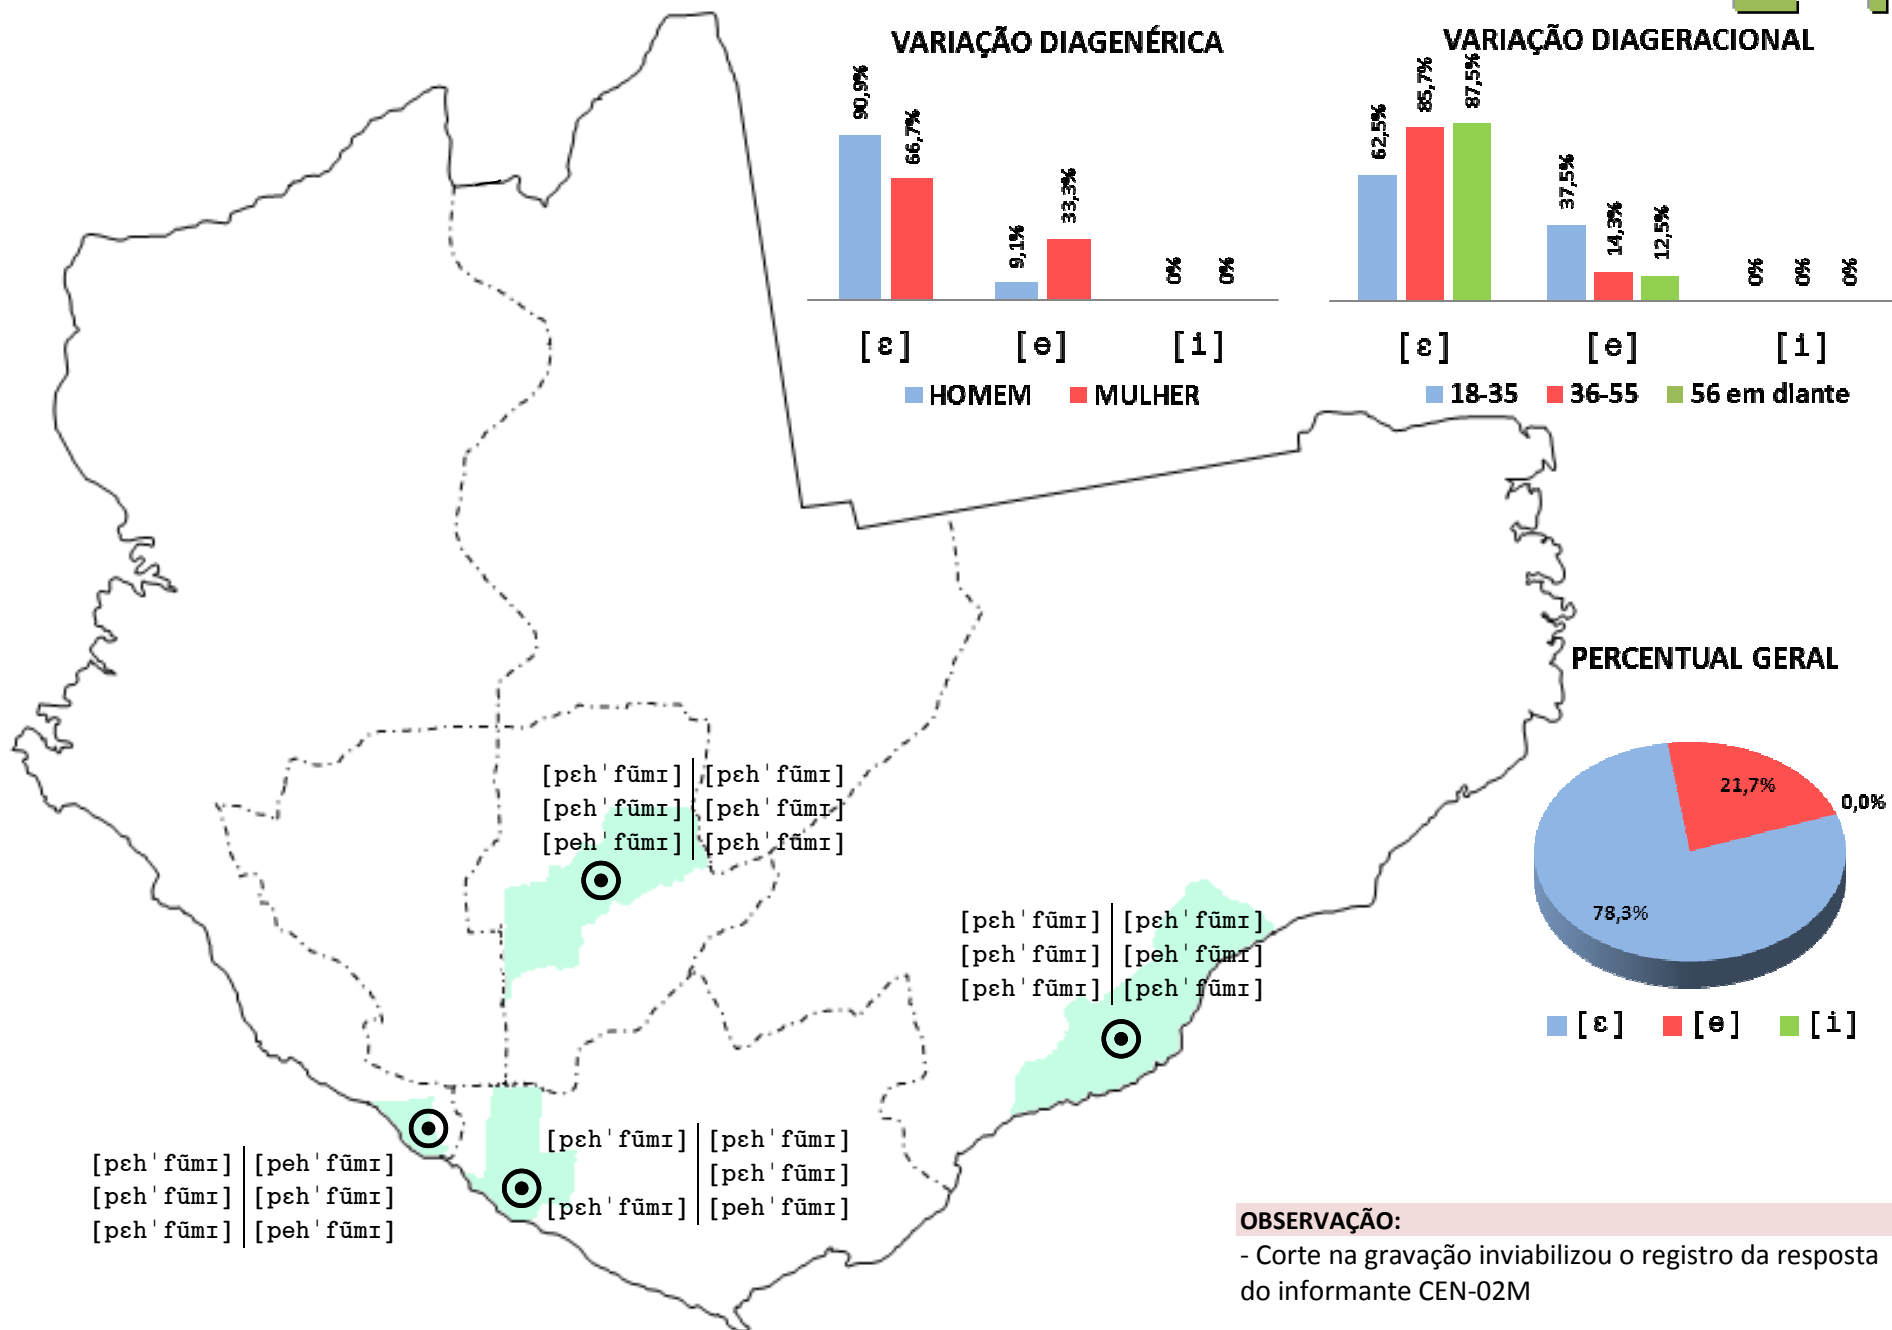 VARIAÇÃO DIAGENÉRICA
90,9%
66,7%
9,1%
33,3%
0%
0%
[ɛ] [e] [i]
HOMEM MULHER
VARIAÇÃO DIAGERACIONAL
62,5%
85,7%
87,5%
37,5%
14,3%
12,5%
0%
0%
0%
[ɛ] [e] [i]
18-35 36-55 56 em diante
PERCENTUAL GERAL
21,7%
0,0%
78,3%
[ɛ] [e] [i]
[pɛhˈfũmɪ] [pɛhˈfũmɪ]
[pɛhˈfũmɪ] [pɛhˈfũmɪ]
[pehˈfũmɪ] [pɛhˈfũmɪ]
[pɛhˈfũmɪ] [pɛhˈfũmɪ]
[pɛhˈfũmɪ] [pehˈfũmɪ]
[pɛhˈfũmɪ] [pɛhˈfũmɪ]
[pɛhˈfũmɪ] [pehˈfũmɪ]
[pɛhˈfũmɪ] [pɛhˈfũmɪ]
[pɛhˈfũmɪ] [pehˈfũmɪ]
[pɛhˈfũmɪ] [pɛhˈfũmɪ]
[pɛhˈfũmɪ]
[pɛhˈfũmɪ] [pehˈfũmɪ]
OBSERVAÇÃO:
- Corte na gravação inviabilizou o registro da resposta
do informante CEN-02M